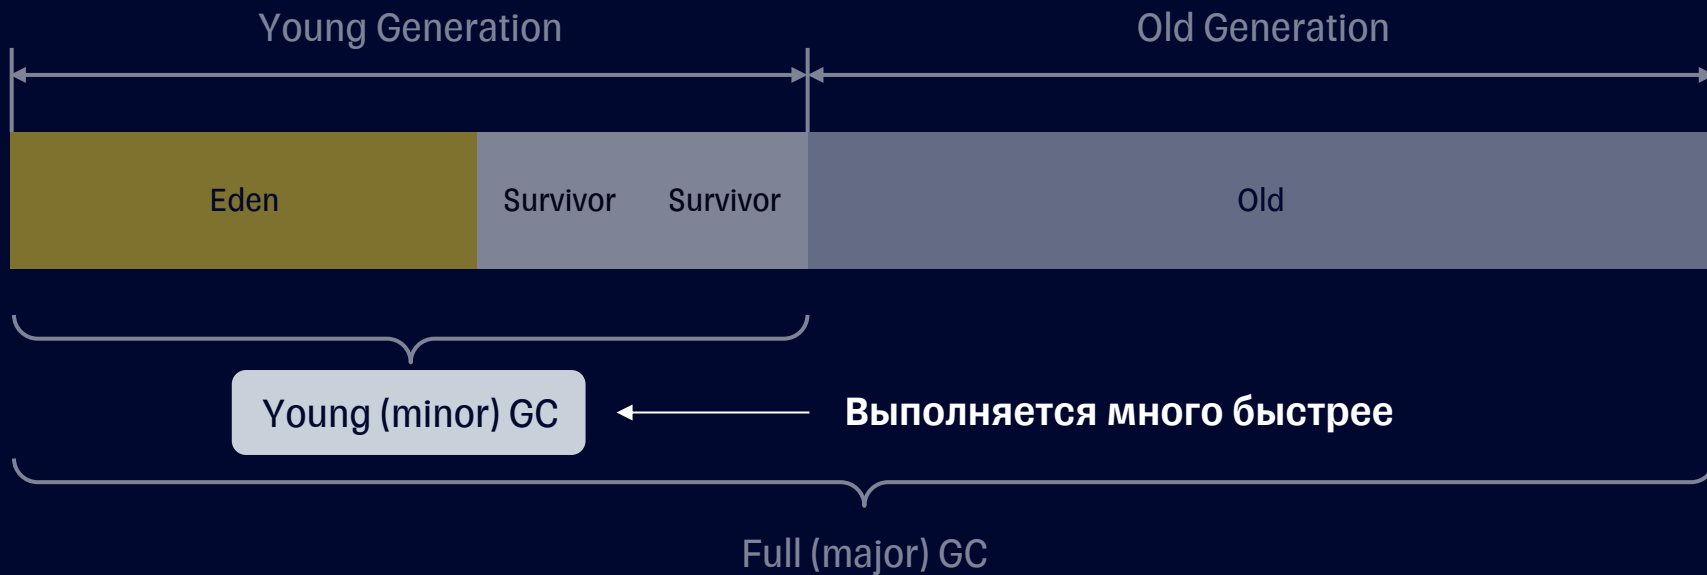 Young Generation
Old Generation
Eden
Survivor
Survivor
Old
Young (minor) GC
Выполняется много быстрее
Full (major) GC